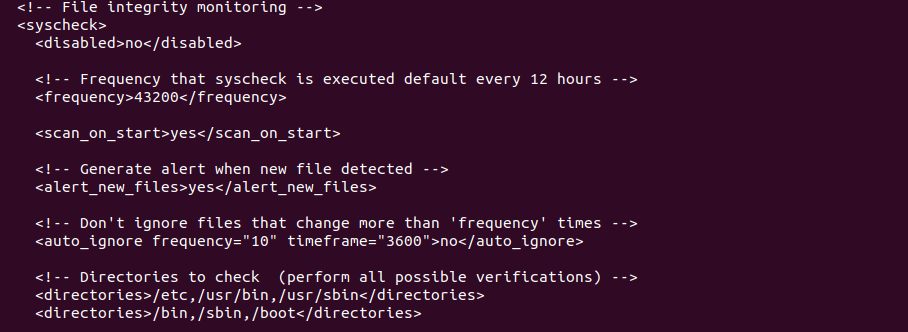 <!-- File integrity monitoring -->
<syscheck>
<disabled>no</disabled>
<!-- Frequency that syscheck is executed default every 12 hours -->
<frequency>43200</frequency>
<scan_on_start>yes</scan_on_start>
<!-- Generate alert when new file detected -->
<alert_new_files>yes</alert_new_files>
<!-- Don't ignore files that change more than 'frequency' times -->
<auto_ignore frequency="10" timeframe="3600">no</auto_ignore>
<!-- Directories to check  (perform all possible verifications) -->
<directories>/etc,/usr/bin,/usr/sbin</directories>
<directories>/bin,/sbin,/boot</directories>